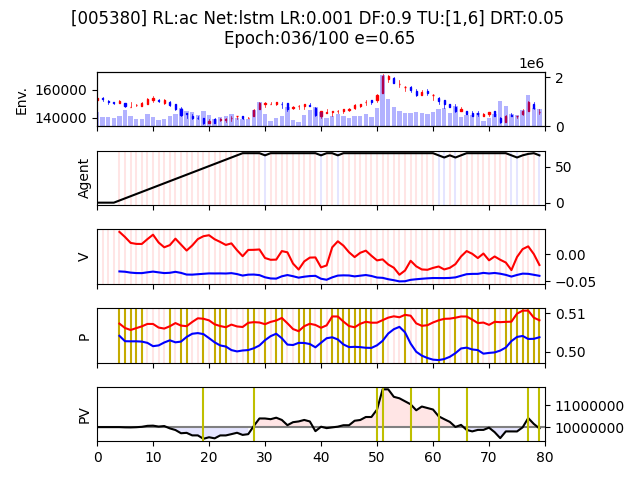 [005380] RL:ac Net:lstm LR:0.001 DF:0.9 TU:[1,6] DRT:0.05
Epoch:036/100 e=0.65
1e6
Env.
160000
140000
2
0
Agent
50
0
V
0.00
−0.05
P
0.51
0.50
PV
11000000
10000000
0 10 20 30 40 50 60 70 80